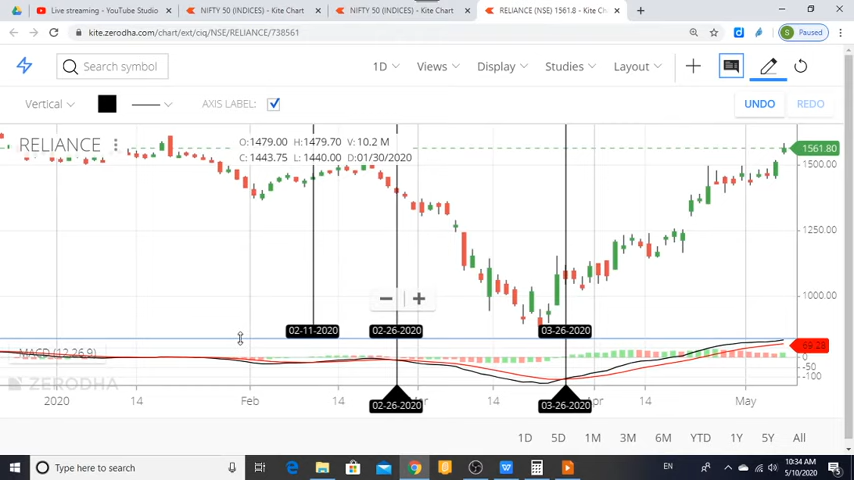 Live streaming - YouTube Studio
NIFTY 50 (INDICES) - Kite Chart
NIFTY 50 (INDICES) - Kite Chart
RELIANCE (NSE) 1561.8 - Kite Ch
kite.zerodha.com/chart/ext/ciq/NSE/RELIANCE/738561
S Paused
Search symbol
1D Views Display Studies Layout
Vertical AXIS LABEL: UNDO REDO
RELIANCE
O:1479.00 H:1479.70 V:10.2 M
C:1443.75 L:1440.00 D:01/30/2020
1561.80
1500.00
1250.00
1000.00
02-11-2020 02-26-2020 03-26-2020
MACD (12,26,9)
69.28
0
-50
-100
ZERODHA
02-26-2020 03-26-2020
2020 14 Feb 14 14 Apr 14 May
1D 5D 1M 3M 6M YTD 1Y 5Y All
Type here to search
EN
10:34 AM
5/10/2020